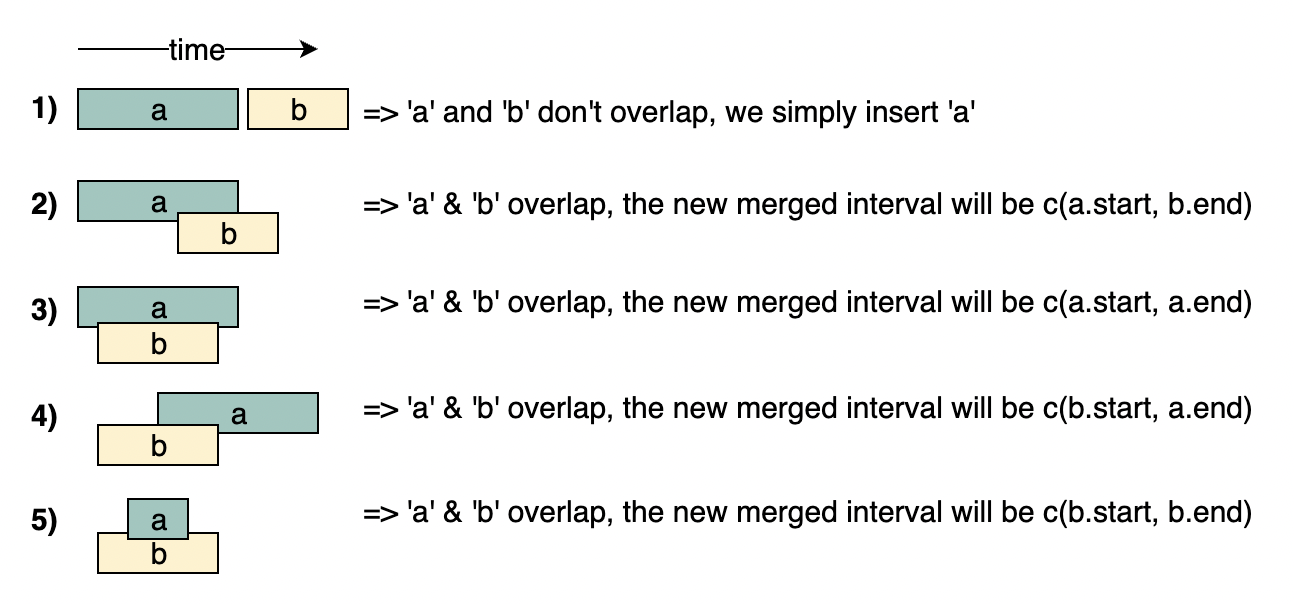 time
1) a b => 'a' and 'b' don't overlap, we simply insert 'a'
2) a => 'a' & 'b' overlap, the new merged interval will be c(a.start, b.end)
b
3) a => 'a' & 'b' overlap, the new merged interval will be c(a.start, a.end)
b
4) a => 'a' & 'b' overlap, the new merged interval will be c(b.start, a.end)
b
5) a => 'a' & 'b' overlap, the new merged interval will be c(b.start, b.end)
b